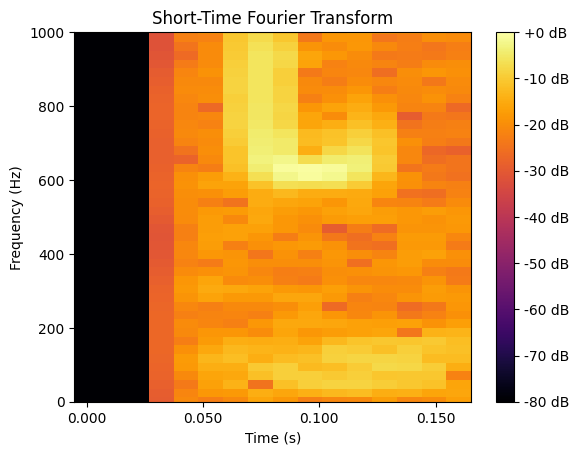 Short-Time Fourier Transform
1000
800
600
400
200
0
Frequency (Hz)
0.000
0.050
0.100
0.150
Time (s)
+0 dB
-10 dB
-20 dB
-30 dB
-40 dB
-50 dB
-60 dB
-70 dB
-80 dB